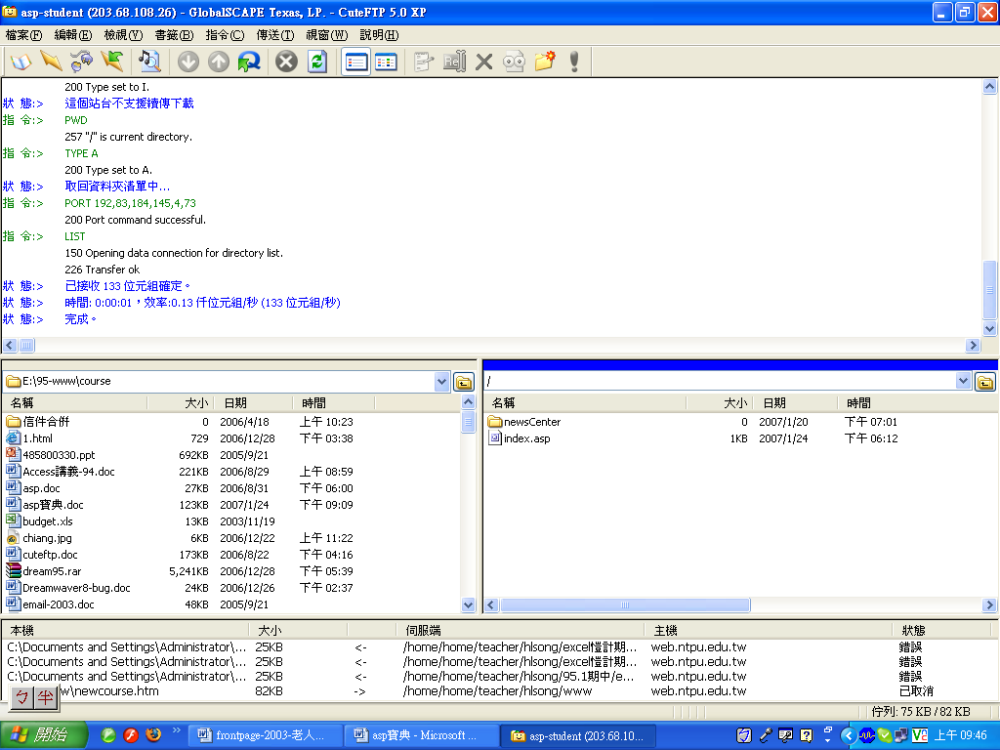 asp-student (203.68.108.26) - GlobalSCAPE Texas, LP. - CuteFTP 5.0 XP
檔案(F) 編輯(E) 檢視(V) 書籤(B) 指令(C) 傳送(T) 視窗(W) 說明(H)
200 Type set to I.
狀 態:> 這個站台不支援續傳下載
指 令:> PWD
257 "/" is current directory.
指 令:> TYPE A
200 Type set to A.
狀 態:> 取回資料夾清單中...
指 令:> PORT 192,83,184,145,4,73
200 Port command successful.
指 令:> LIST
150 Opening data connection for directory list.
226 Transfer ok
狀 態:> 已接收 133 位元組確定。
狀 態:> 時間: 0:00:01，效率:0.13 仟位元組/秒 (133 位元組/秒)
狀 態:> 完成。
E:\95-www\course
名稱 大小 日期 時間
信件合併 0 2006/4/18 上午 10:23
1.html 729 2006/12/28 下午 03:38
485800330.ppt 692KB 2005/9/21
Access講義-94.doc 221KB 2006/8/29 上午 08:59
asp.doc 27KB 2006/8/31 下午 06:00
asp寶典.doc 123KB 2007/1/24 下午 09:09
budget.xls 13KB 2003/11/19
chiang.jpg 6KB 2006/12/22 上午 11:22
cuteftp.doc 173KB 2006/8/22 下午 04:16
dream95.rar 5,241KB 2006/12/28 下午 05:39
Dreamwaver8-bug.doc 24KB 2006/12/26 下午 02:37
email-2003.doc 48KB 2005/9/21
/
名稱 大小 日期 時間
newsCenter 0 2007/1/20 下午 07:01
index.asp 1KB 2007/1/24 下午 06:12
本機 大小 伺服端 主機 狀態
C:\Documents and Settings\Administrator\... 25KB <- /home/home/teacher/hlsong/excel愷計期... web.ntpu.edu.tw 錯誤
C:\Documents and Settings\Administrator\... 25KB <- /home/home/teacher/hlsong/excel愷計期... web.ntpu.edu.tw 錯誤
C:\Documents and Settings\Administrator\... 25KB <- /home/home/teacher/hlsong/95.1期中/e... web.ntpu.edu.tw 錯誤
w\newcourse.htm 82KB -> /home/home/teacher/hlsong/www web.ntpu.edu.tw 已取消
ㄅ 半
佇列: 75 KB / 82 KB
開始 frontpage-2003-老人... asp寶典 - Microsoft ... asp-student (203.68.10... 上午 09:46